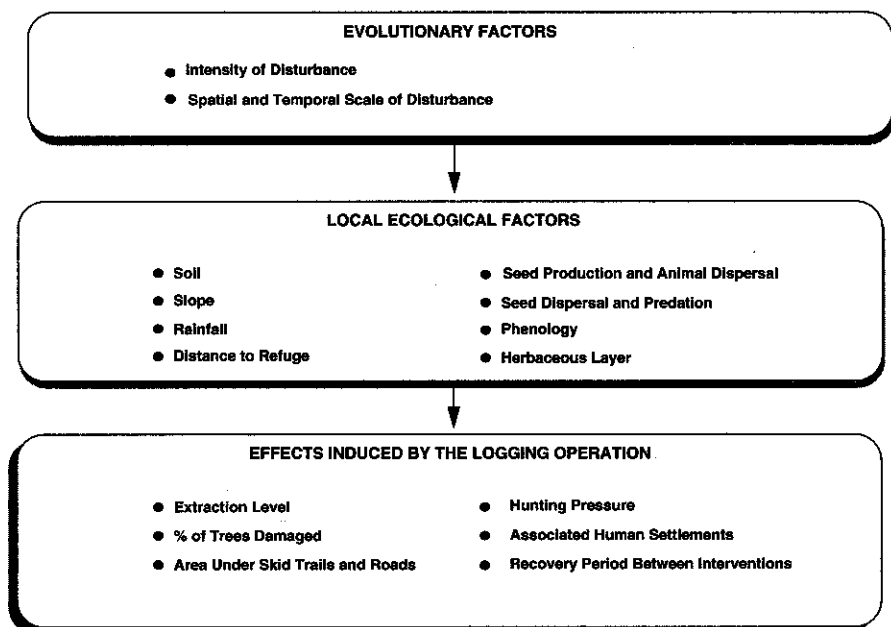 EVOLUTIONARY FACTORS
● Intensity of Disturbance
● Spatial and Temporal Scale of Disturbance
LOCAL ECOLOGICAL FACTORS
● Soil
● Slope
● Rainfall
● Distance to Refuge
● Seed Production and Animal Dispersal
● Seed Dispersal and Predation
● Phenology
● Herbaceous Layer
EFFECTS INDUCED BY THE LOGGING OPERATION
● Extraction Level
● % of Trees Damaged
● Area Under Skid Trails and Roads
● Hunting Pressure
● Associated Human Settlements
● Recovery Period Between Interventions